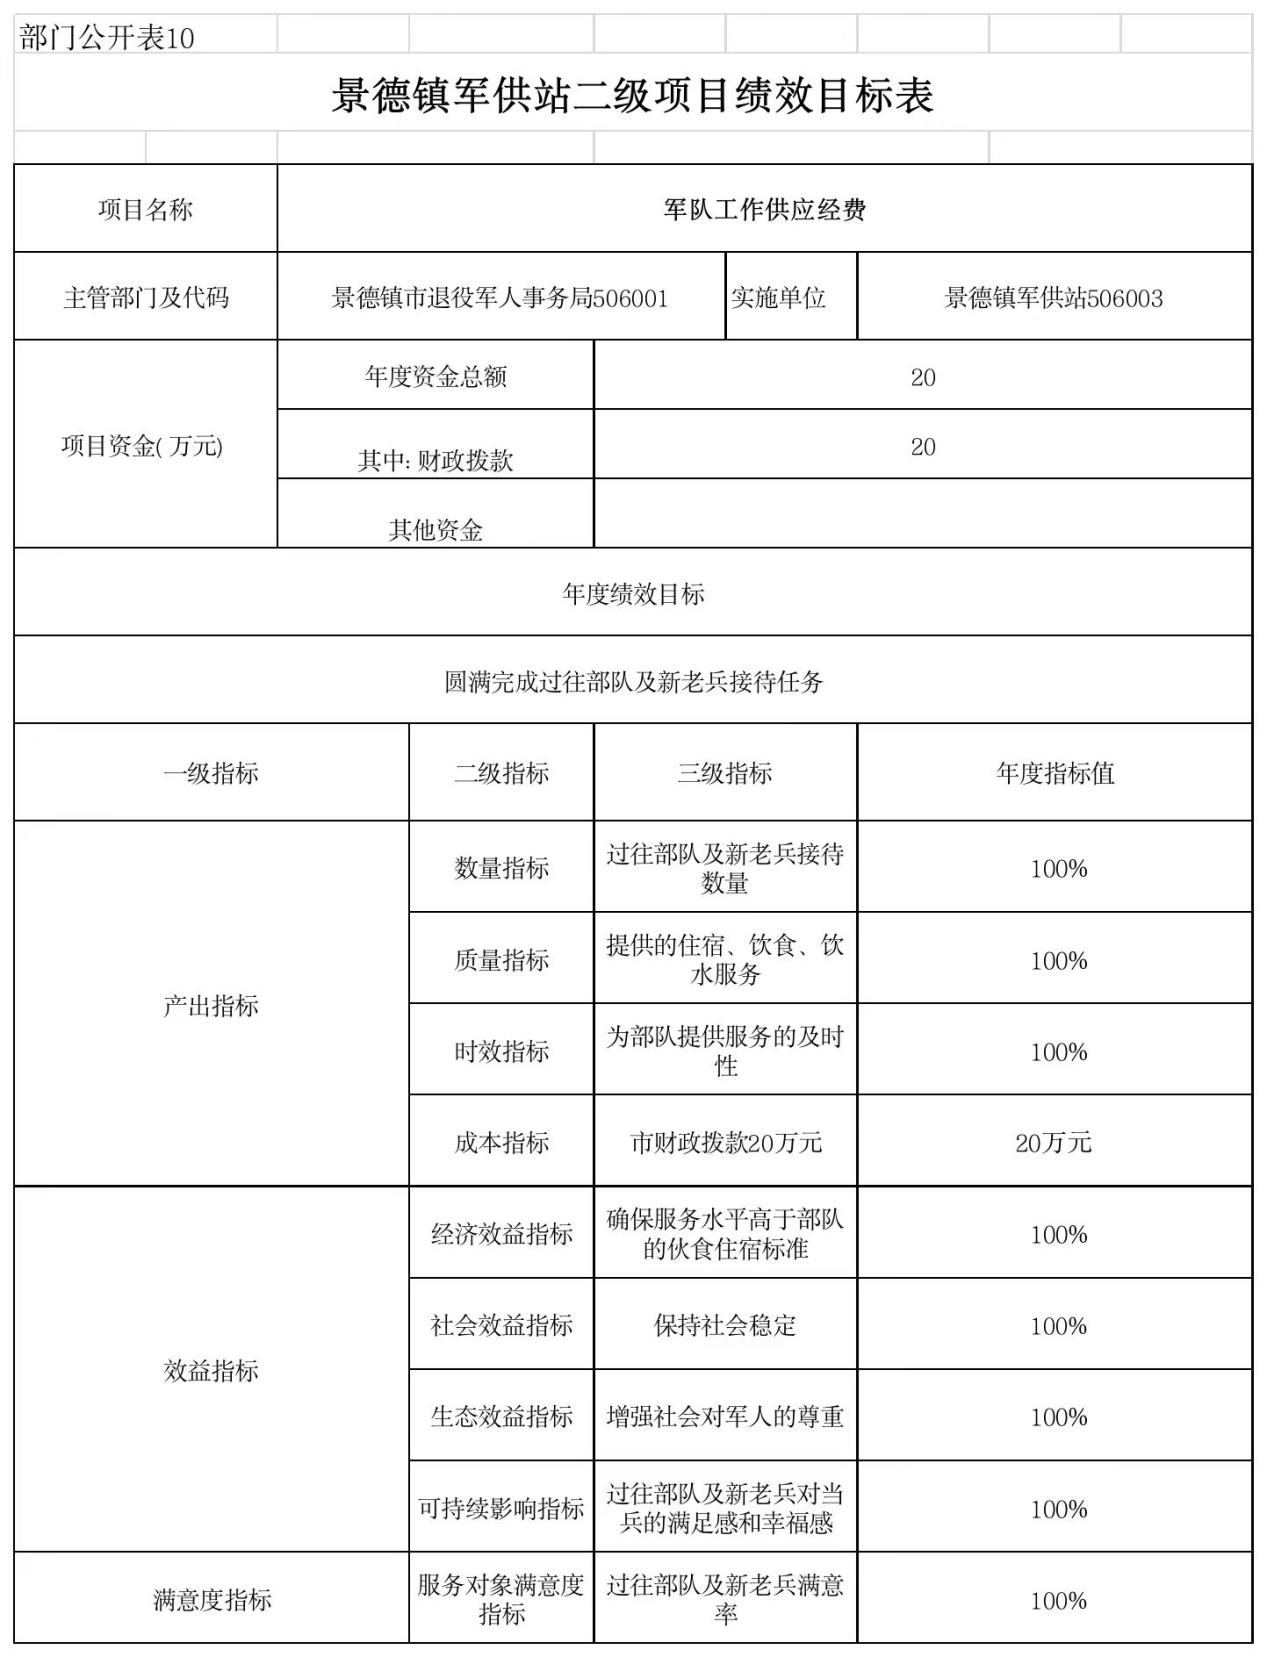 部门公开表10
景德镇军供站二级项目绩效目标表
项目名称
军队工作供应经费
主管部门及代码
景德镇市退役军人事务局506001
实施单位
景德镇军供站506003
项目资金(万元)
年度资金总额
20
其中:财政拨款
20
其他资金
年度绩效目标
圆满完成过往部队及新老兵接待任务
一级指标
二级指标
三级指标
年度指标值
产出指标
数量指标
过往部队及新老兵接待
数量
100%
质量指标
提供的住宿、饮食、饮
水服务
100%
时效指标
为部队提供服务的及时
性
100%
成本指标
市财政拨款20万元
20万元
效益指标
经济效益指标
确保服务水平高于部队
的伙食住宿标准
100%
社会效益指标
保持社会稳定
100%
生态效益指标
增强社会对军人的尊重
100%
可持续影响指标
过往部队及新老兵对当
兵的满足感和幸福感
100%
满意度指标
服务对象满意度
指标
过往部队及新老兵满意
率
100%